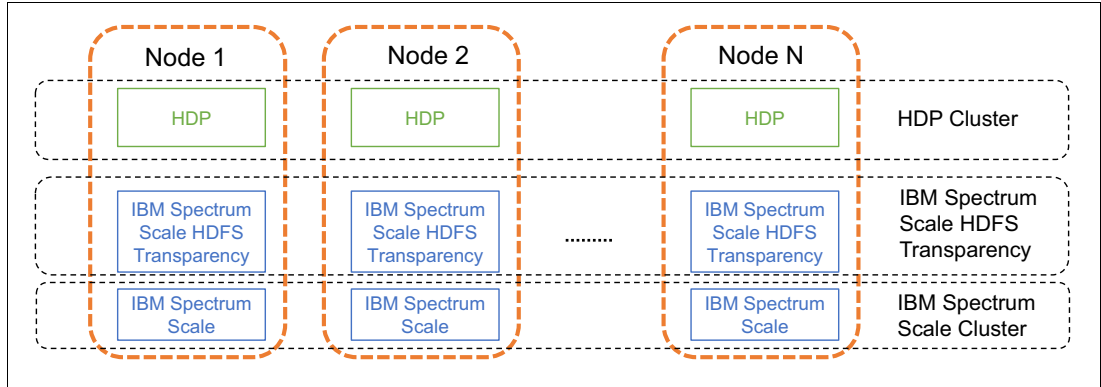 Node 1
Node 2
Node N
HDP
HDP
HDP
HDP Cluster
IBM Spectrum
Scale HDFS
Transparency
IBM Spectrum
Scale HDFS
Transparency
.........
IBM Spectrum
Scale HDFS
Transparency
IBM Spectrum
Scale HDFS
Transparency
IBM Spectrum
Scale
IBM Spectrum
Scale
IBM Spectrum
Scale
IBM Spectrum
Scale Cluster